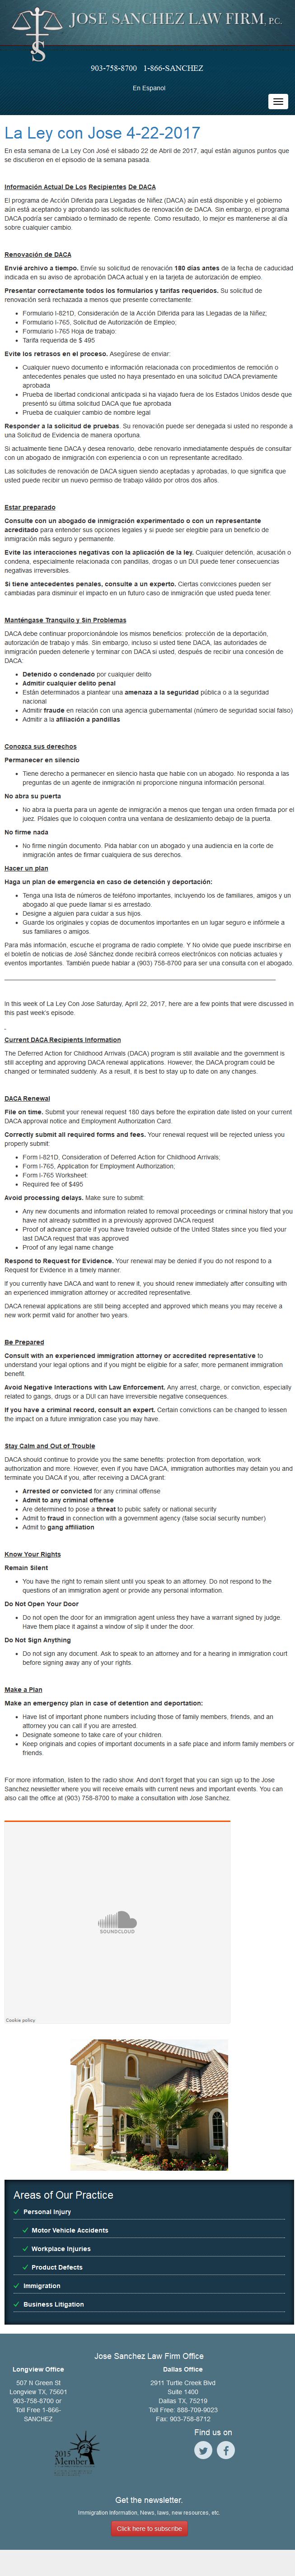 JOSE SANCHEZ LAW FIRM, P.C.
903-758-8700 1-866-SANCHEZ
En Espanol
La Ley con Jose 4-22-2017
En esta semana de La Ley Con José el sábado 22 de Abril de 2017, aquí están algunos puntos que
se discutieron en el episodio de la semana pasada.
Información Actual De Los Recipientes De DACA
El programa de Acción Diferida para Llegadas de Niñez (DACA) aún está disponible y el gobierno
aún está aceptando y aprobando las solicitudes de renovación de DACA. Sin embargo, el programa
DACA podría ser cambiado o terminado de repente. Como resultado, lo mejor es mantenerse al día
sobre cualquier cambio.
Renovación de DACA
Envié archivo a tiempo. Envíe su solicitud de renovación 180 días antes de la fecha de caducidad
indicada en su aviso de aprobación DACA actual y en la tarjeta de autorización de empleo.
Presentar correctamente todos los formularios y tarifas requeridos. Su solicitud de
renovación será rechazada a menos que presente correctamente:
Formulario I-821D, Consideración de la Acción Diferida para las Llegadas de la Niñez;
Formulario I-765, Solicitud de Autorización de Empleo;
Formulario I-765 Hoja de trabajo;
Tarifa requerida de $ 495
Evite los retrasos en el proceso. Asegúrese de enviar:
Cualquier nuevo documento e información relacionada con procedimientos de remoción o
antecedentes penales que usted no haya presentado en una solicitud DACA previamente
aprobada
Prueba de libertad condicional anticipada si ha viajado fuera de los Estados Unidos desde que
presentó su última solicitud DACA que fue aprobada
Prueba de cualquier cambio de nombre legal
Responder a la solicitud de pruebas. Su renovación puede ser denegada si usted no responde a
una Solicitud de Evidencia de manera oportuna.
Si actualmente tiene DACA y desea renovarlo, debe renovarlo inmediatamente después de consultar
con un abogado de inmigración con experiencia o con un representante acreditado.
Las solicitudes de renovación de DACA siguen siendo aceptadas y aprobadas, lo que significa que
usted puede recibir un nuevo permiso de trabajo válido por otros dos años.
Estar preparado
Consulte con un abogado de inmigración experimentado o con un representante
acreditado para entender sus opciones legales y si puede ser elegible para un beneficio de
inmigración más seguro y permanente.
Evite las interacciones negativas con la aplicación de la ley. Cualquier detención, acusación o
condena, especialmente relacionada con pandillas, drogas o un DUI puede tener consecuencias
negativas irreversibles.
Si tiene antecedentes penales, consulte a un experto. Ciertas convicciones pueden ser
cambiadas para disminuir el impacto en un futuro caso de inmigración que usted pueda tener.
Manténgase Tranquilo y Sin Problemas
DACA debe continuar proporcionándole los mismos beneficios: protección de la deportación,
autorización de trabajo y más. Sin embargo, incluso si usted tiene DACA, las autoridades de
inmigración pueden detenerle y terminar con DACA si usted, después de recibir una concesión de
DACA:
Detenido o condenado por cualquier delito
Admitir cualquier delito penal
Están determinados a plantear una amenaza a la seguridad pública o a la seguridad
nacional
Admitir fraude en relación con una agencia gubernamental (número de seguridad social falso)
Admitir a la afiliación a pandillas
Conozca sus derechos
Permanecer en silencio
Tiene derecho a permanecer en silencio hasta que hable con un abogado. No responda a las
preguntas de un agente de inmigración ni proporcione ninguna información personal.
No abra su puerta
No abra la puerta para un agente de inmigración a menos que tengan una orden firmada por el
juez. Pídales que lo coloquen contra una ventana de deslizamiento debajo de la puerta.
No firme nada
No firme ningún documento. Pida hablar con un abogado y una audiencia en la corte de
inmigración antes de firmar cualquiera de sus derechos.
Hacer un plan
Haga un plan de emergencia en caso de detención y deportación:
Tenga una lista de números de teléfono importantes, incluyendo los de familiares, amigos y un
abogado al que puede llamar si es arrestado.
Designe a alguien para cuidar a sus hijos.
Guarde los originales y copias de documentos importantes en un lugar seguro e infórmele a
sus familiares o amigos.
Para más información, escuche el programa de radio complete. Y No olvide que puede inscribirse en
el boletín de noticias de José Sánchez donde recibirá correos electrónicos con noticias actuales y
eventos importantes. También puede hablar a (903) 758-8700 para ser una consulta con el abogado.
In this week of La Ley Con Jose Saturday, April 22, 2017, here are a few points that were discussed in
this past week's episode.
Current DACA Recipients Information
The Deferred Action for Childhood Arrivals (DACA) program is still available and the government is
still accepting and approving DACA renewal applications. However, the DACA program could be
changed or terminated suddenly. As a result, it is best to stay up to date on any changes.
DACA Renewal
File on time. Submit your renewal request 180 days before the expiration date listed on your current
DACA approval notice and Employment Authorization Card.
Correctly submit all required forms and fees. Your renewal request will be rejected unless you
properly submit:
Form I-821D, Consideration of Deferred Action for Childhood Arrivals;
Form I-765, Application for Employment Authorization;
Form I-765 Worksheet
Required fee of $495
Avoid processing delays. Make sure to submit:
Any new documents and information related to removal proceedings or criminal history that you
have not already submitted in a previously approved DACA request
Proof of advance parole if you have traveled outside of the United States since you filed your
last DACA request that was approved
Proof of any legal name change
Respond to Request for Evidence. Your renewal may be denied if you do not respond to a
Request for Evidence in a timely manner.
If you currently have DACA and want to renew it, you should renew immediately after consulting with
an experienced immigration attorney or accredited representative.
DACA renewal applications are still being accepted and approved which means you may receive a
new work permit valid for another two years.
Be Prepared
Consult with an experienced immigration attorney or accredited representative to
understand your legal options and if you might be eligible for a safer, more permanent immigration
benefit.
Avoid Negative Interactions with Law Enforcement. Any arrest, charge, or conviction, especially
related to gangs, drugs or a DUI can have irreversible negative consequences.
If you have a criminal record, consult an expert. Certain convictions can be changed to lessen
the impact on a future immigration case you may have.
Stay Calm and Out of Trouble
DACA should continue to provide you the same benefits: protection from deportation, work
authorization and more. However, even if you have DACA, immigration authorities may detain you and
terminate you DACA if you, after receiving a DACA grant:
Arrested or convicted for any criminal offense
Admit to any criminal offense
Are determined to pose a threat to public safety or national security
Admit to fraud in connection with a government agency (false social security number)
Admit to gang affiliation
Know Your Rights
Remain Silent
You have the right to remain silent until you speak to an attorney. Do not respond to the
questions of an immigration agent or provide any personal information.
Do Not Open Your Door
Do not open the door for an immigration agent unless they have a warrant signed by judge.
Have them place it against a window of slip it under the door.
Do Not Sign Anything
Do not sign any document. Ask to speak to an attorney and for a hearing in immigration court
before signing away any of your rights.
Make a Plan
Make an emergency plan in case of detention and deportation:
Have list of important phone numbers including those of family members, friends, and an
attorney you can call if you are arrested.
Designate someone to take care of your children.
Keep originals and copies of important documents in a safe place and inform family members or
friends.
For more information, listen to the radio show. And don't forget that you can sign up to the Jose
Sanchez newsletter where you will receive emails with current news and important events. You can
also call the office at (903) 758-8700 to make a consultation with Jose Sanchez.
SOUNDCLOUD
Cookie policy
Areas of Our Practice
Personal Injury
Motor Vehicle Accidents
Workplace Injuries
Product Defects
Immigration
Business Litigation
Jose Sanchez Law Firm Office
Longview Office
507 N Green St
Longview TX, 75601
903-758-8700 or
Toll Free 1-866-
SANCHEZ
Dallas Office
2911 Turtle Creek Blvd
Suite 1400
Dallas TX, 75219
Toll Free: 888-709-9023
Fax: 903-758-8712
2015
Member
Find us on
Get the newsletter.
Immigration Information, News, laws, new resources, etc.
Click here to subscribe